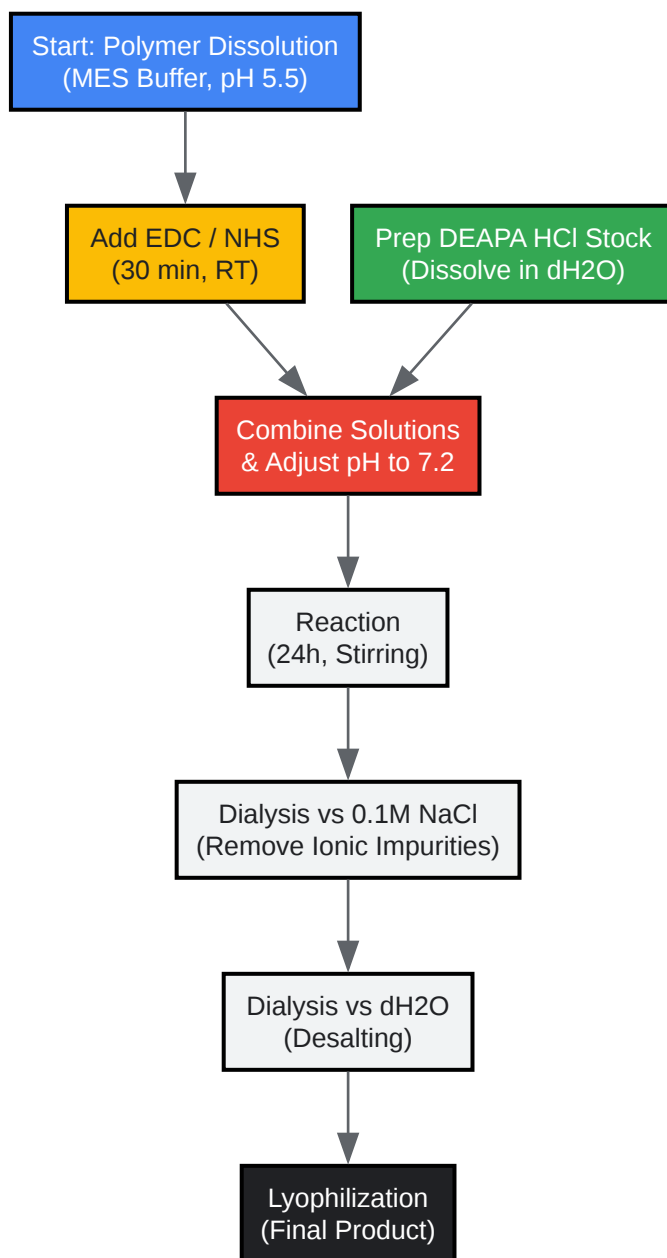 Start: Polymer Dissolution
(MES Buffer, pH 5.5)
Add EDC / NHS
(30 min, RT)
Prep DEAPA HCl Stock
(Dissolve in dH2O)
Combine Solutions
& Adjust pH to 7.2
Reaction
(24h, Stirring)
Dialysis vs 0.1M NaCl
(Remove Ionic Impurities)
Dialysis vs dH2O
(Desalting)
Lyophilization
(Final Product)